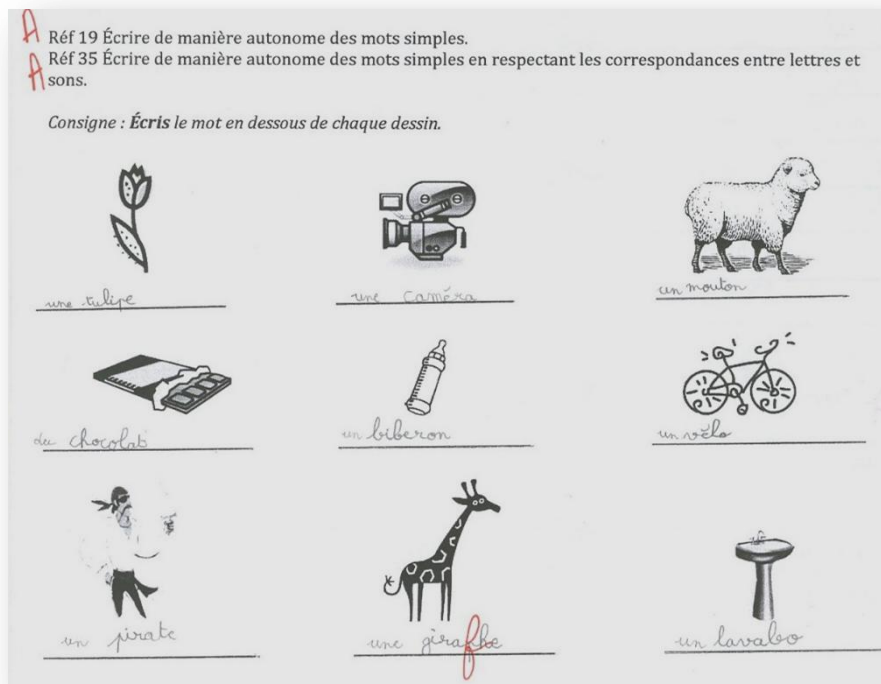 A Réf 19 Écrire de manière autonome des mots simples.
A Réf 35 Écrire de manière autonome des mots simples en respectant les correspondances entre lettres et
sons.
Consigne : Écris le mot en dessous de chaque dessin.
une tulipe une caméra un mouton
du chocolat un biberon un vélo
un pirate une giraphe un lavabo